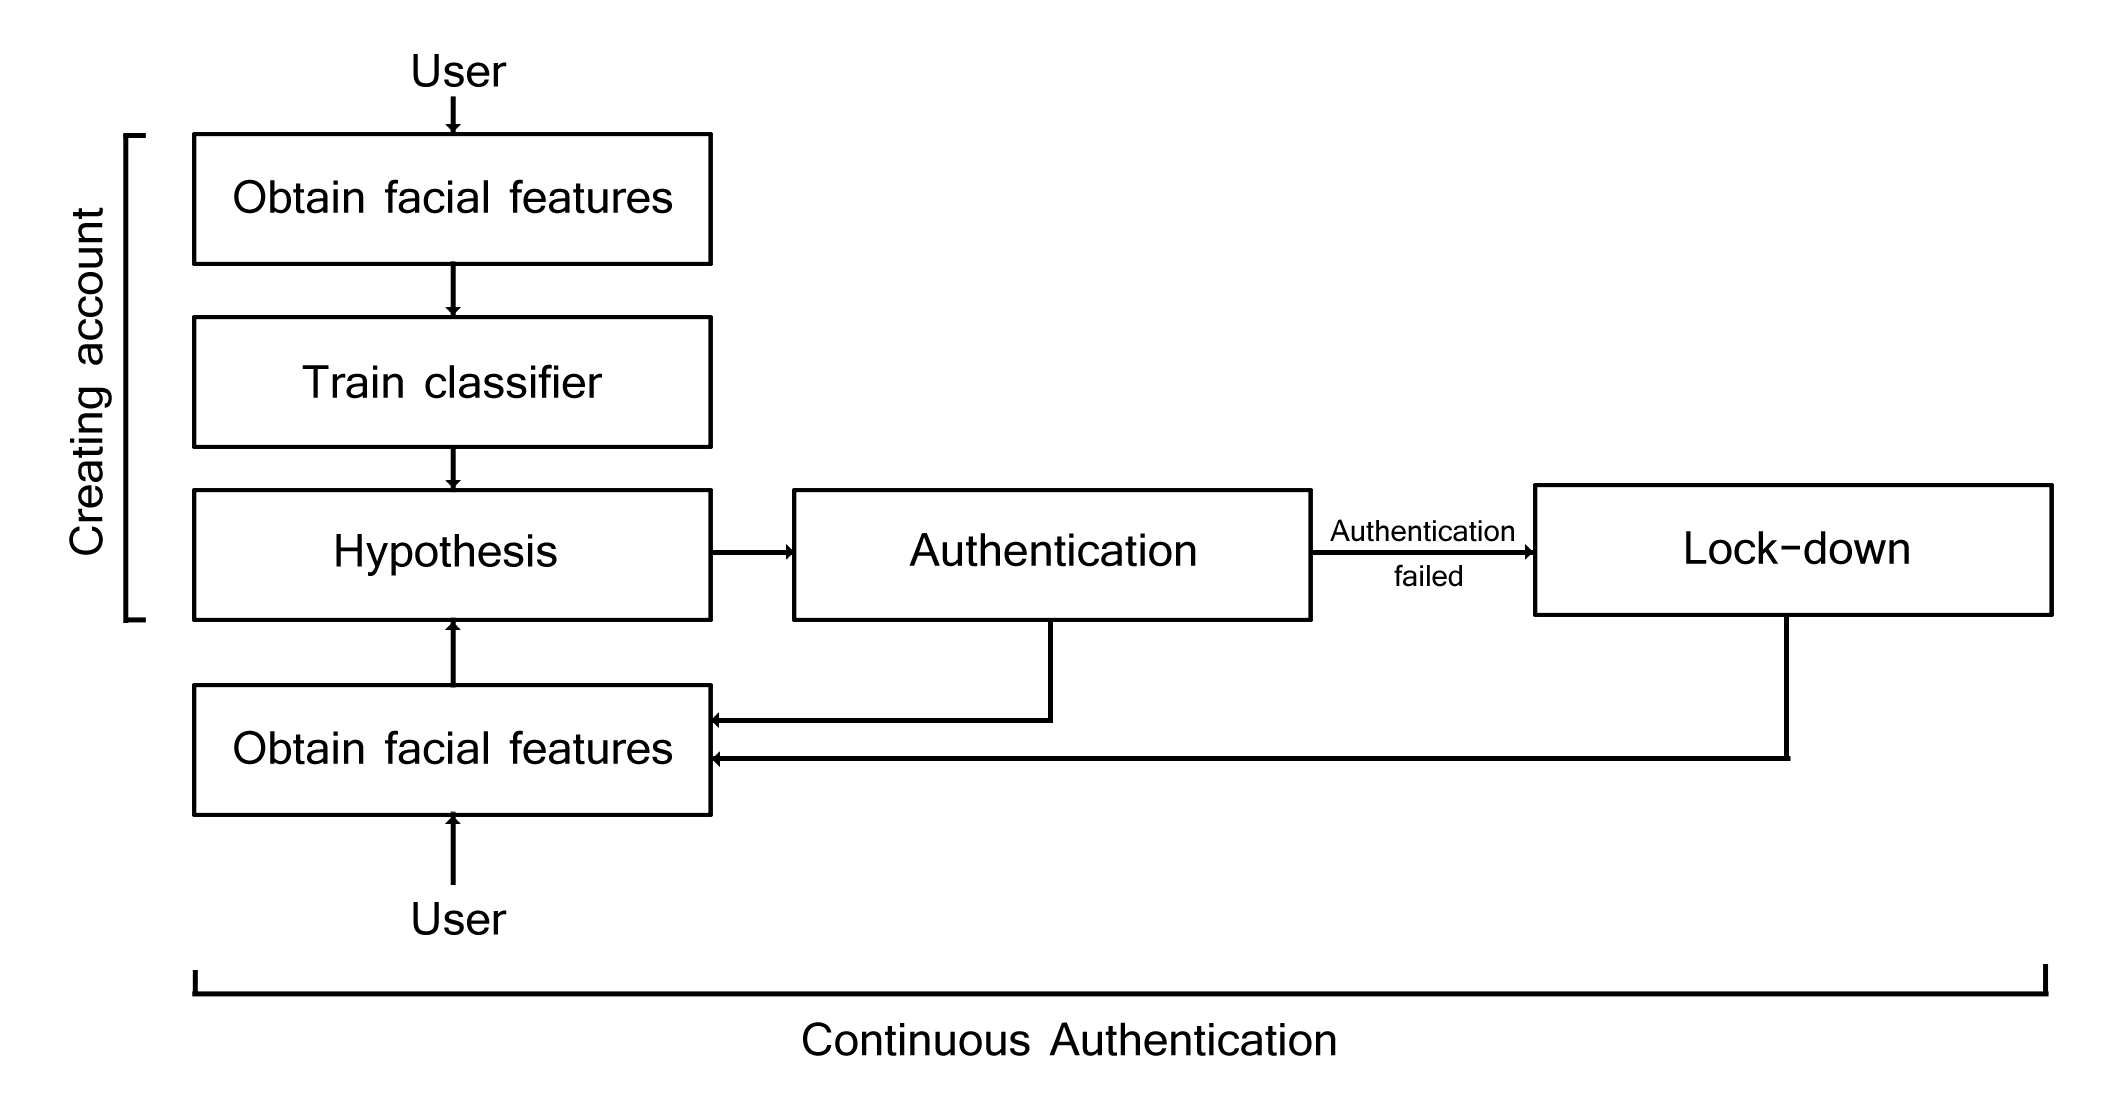 User
Obtain facial features
Creating account
Train classifier
Hypothesis
Authentication
Authentication
failed
Lock-down
Obtain facial features
User
Continuous Authentication